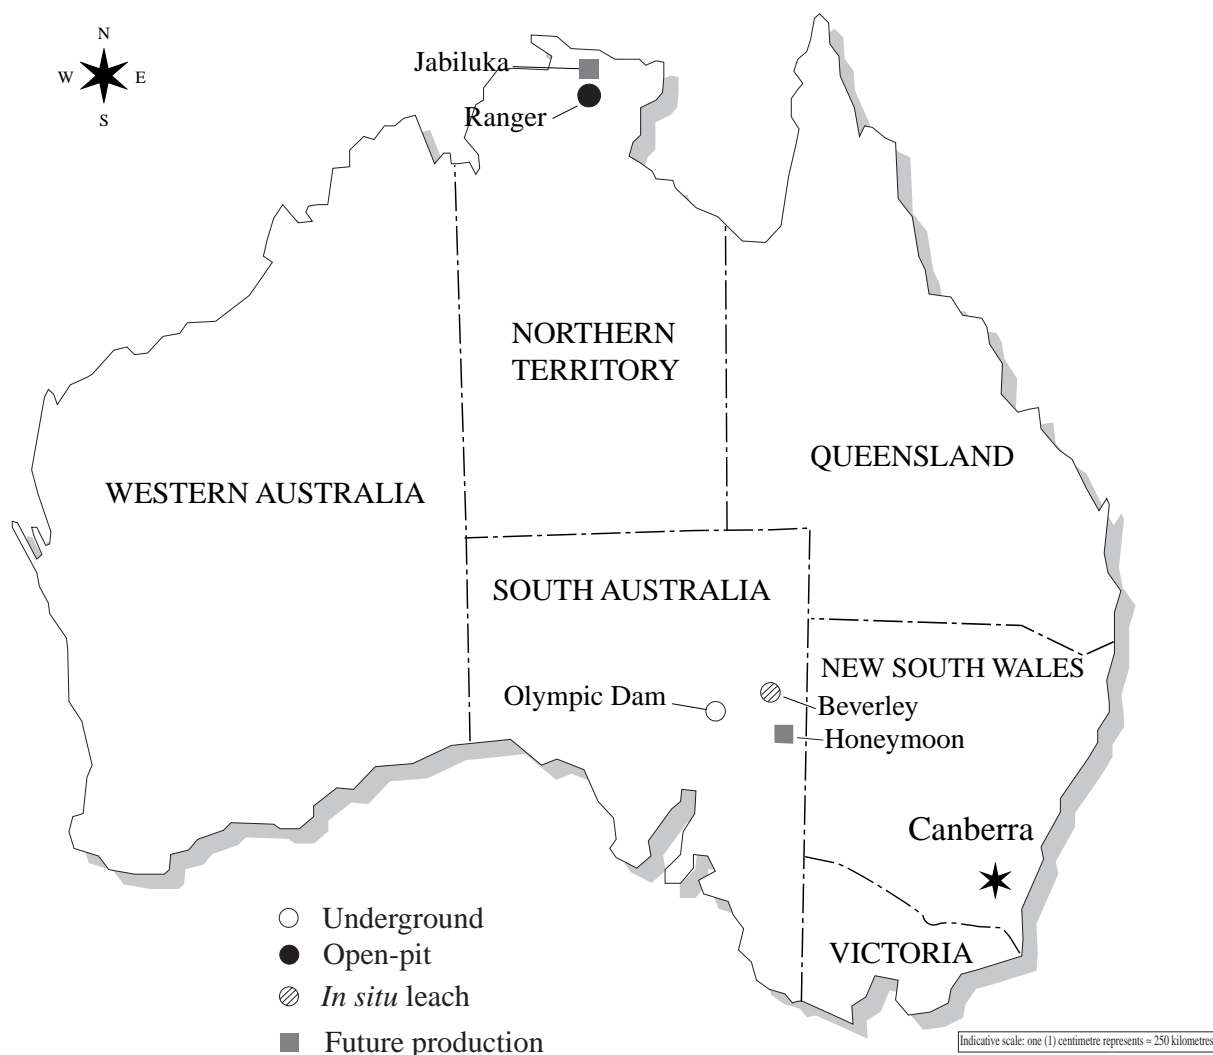 N
W
E
S
Jabiluka
Ranger
NORTHERN
TERRITORY
QUEENSLAND
WESTERN AUSTRALIA
SOUTH AUSTRALIA
NEW SOUTH WALES
Olympic Dam
Beverley
Honeymoon
Canberra
VICTORIA
Underground
Open-pit
In situ leach
Future production
Indicative scale: one (1) centimetre represents ≈ 250 kilometres